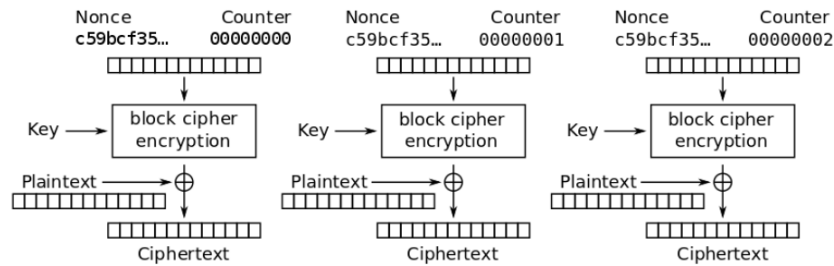 Nonce Counter Nonce Counter Nonce Counter
c59bcf35… 00000000 c59bcf35… 00000001 c59bcf35… 00000002
Key block cipher encryption Key block cipher encryption Key block cipher encryption
Plaintext Plaintext Plaintext
Ciphertext Ciphertext Ciphertext